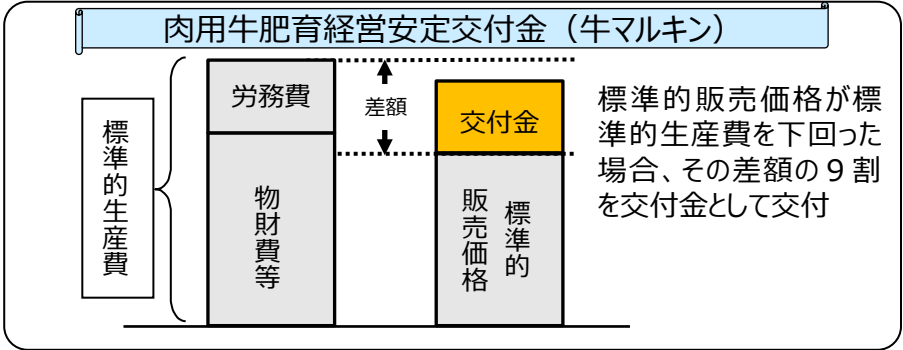 肉用牛肥育経営安定交付金（牛マルキン）
標準的生産費
労務費
物財費等
差額
交付金
標準的
販売価格
標準的販売価格が標
準的生産費を下回った
場合、その差額の９割
を交付金として交付